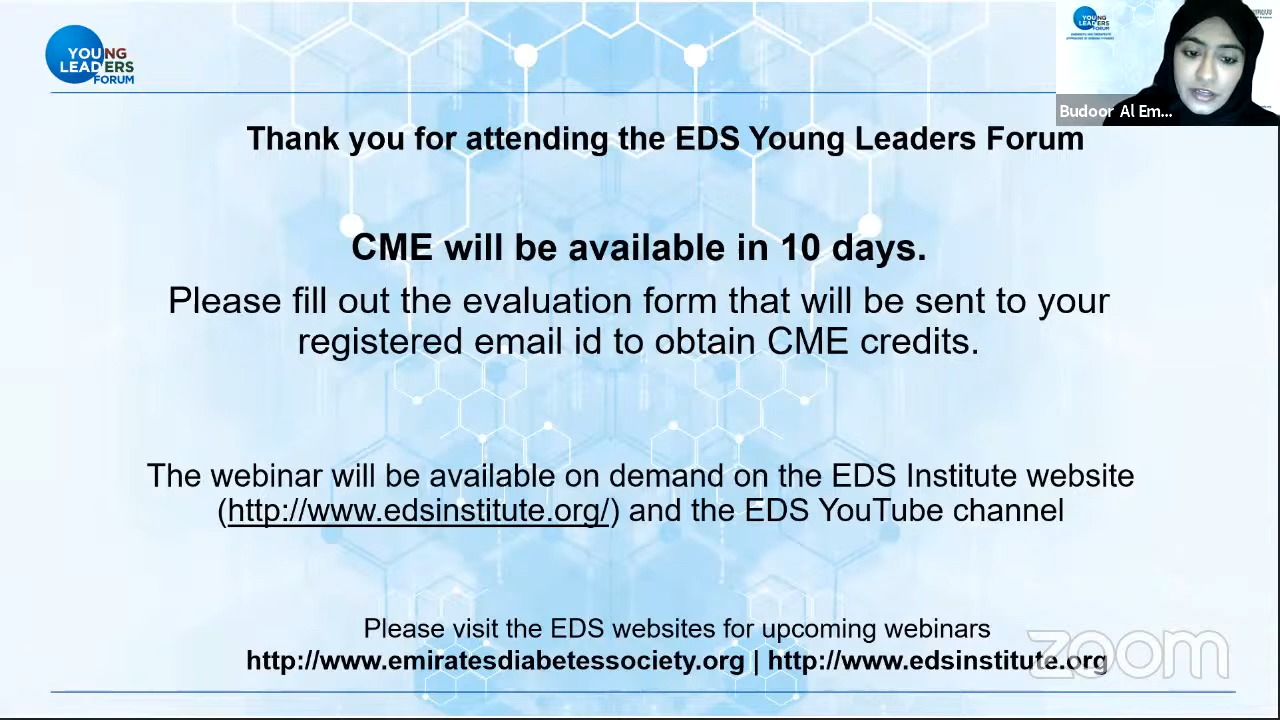 YOUNG
LEADERS
FORUM
YOUNG
LEADERS
FORUM
Budoor Al Em...
Thank you for attending the EDS Young Leaders Forum
CME will be available in 10 days.
Please fill out the evaluation form that will be sent to your
registered email id to obtain CME credits.
The webinar will be available on demand on the EDS Institute website
(http://www.edsinstitute.org/) and the EDS YouTube channel
Please visit the EDS websites for upcoming webinars
http://www.emiratesdiabetessociety.org | http://www.edsinstitute.org
zoom